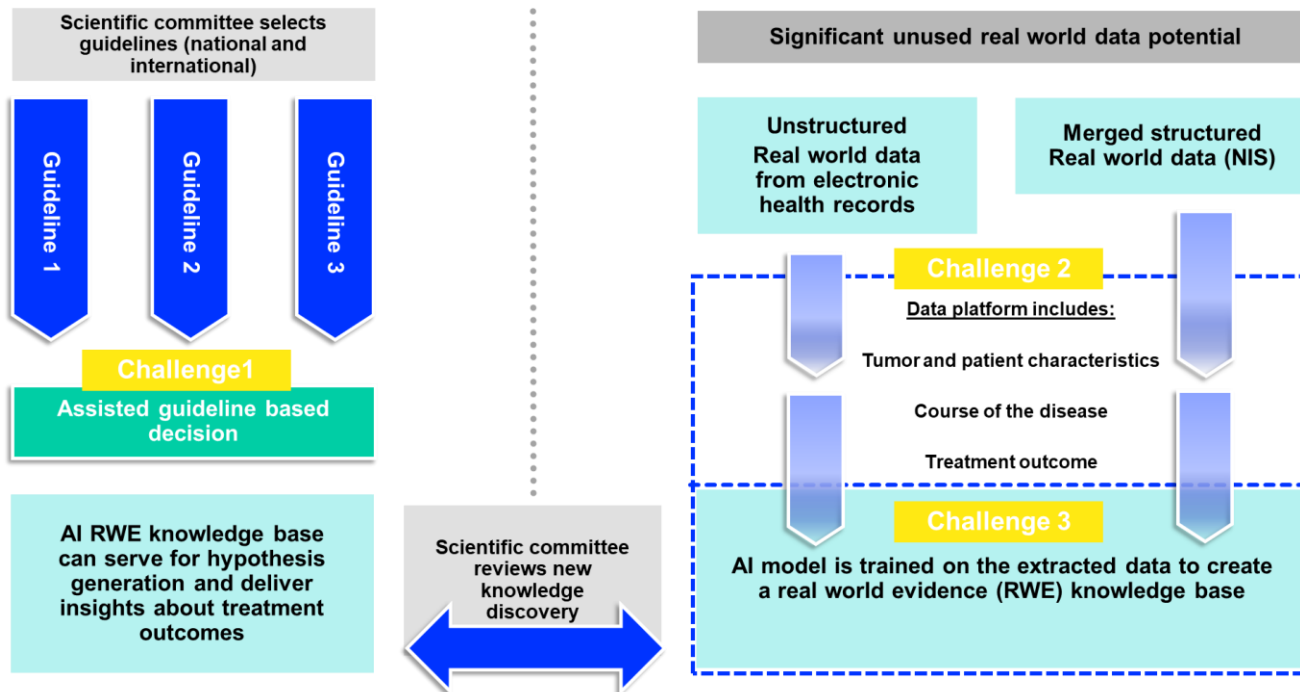 Scientific committee selects
guidelines (national and
international)
Guideline 1
Guideline 2
Guideline 3
Challenge1
Assisted guideline based
decision
AI RWE knowledge base
can serve for hypothesis
generation and deliver
insights about treatment
outcomes
Scientific committee
reviews new
knowledge
discovery
Significant unused real world data potential
Unstructured
Real world data
from electronic
health records
Merged structured
Real world data (NIS)
Challenge 2
Data platform includes:
Tumor and patient characteristics
Course of the disease
Treatment outcome
Challenge 3
AI model is trained on the extracted data to create
a real world evidence (RWE) knowledge base